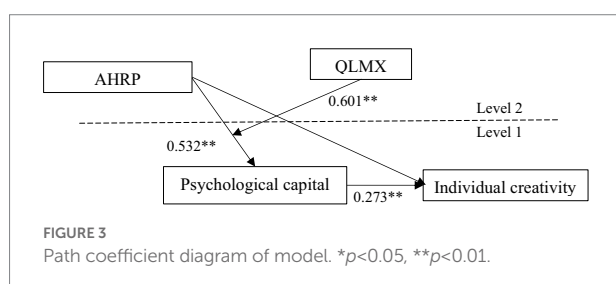 AHRP
QLMX
0.601**
Level 2
Level 1
0.532**
Psychological capital
0.273**
Individual creativity
FIGURE 3
Path coefficient diagram of model. *p<0.05, **p<0.01.